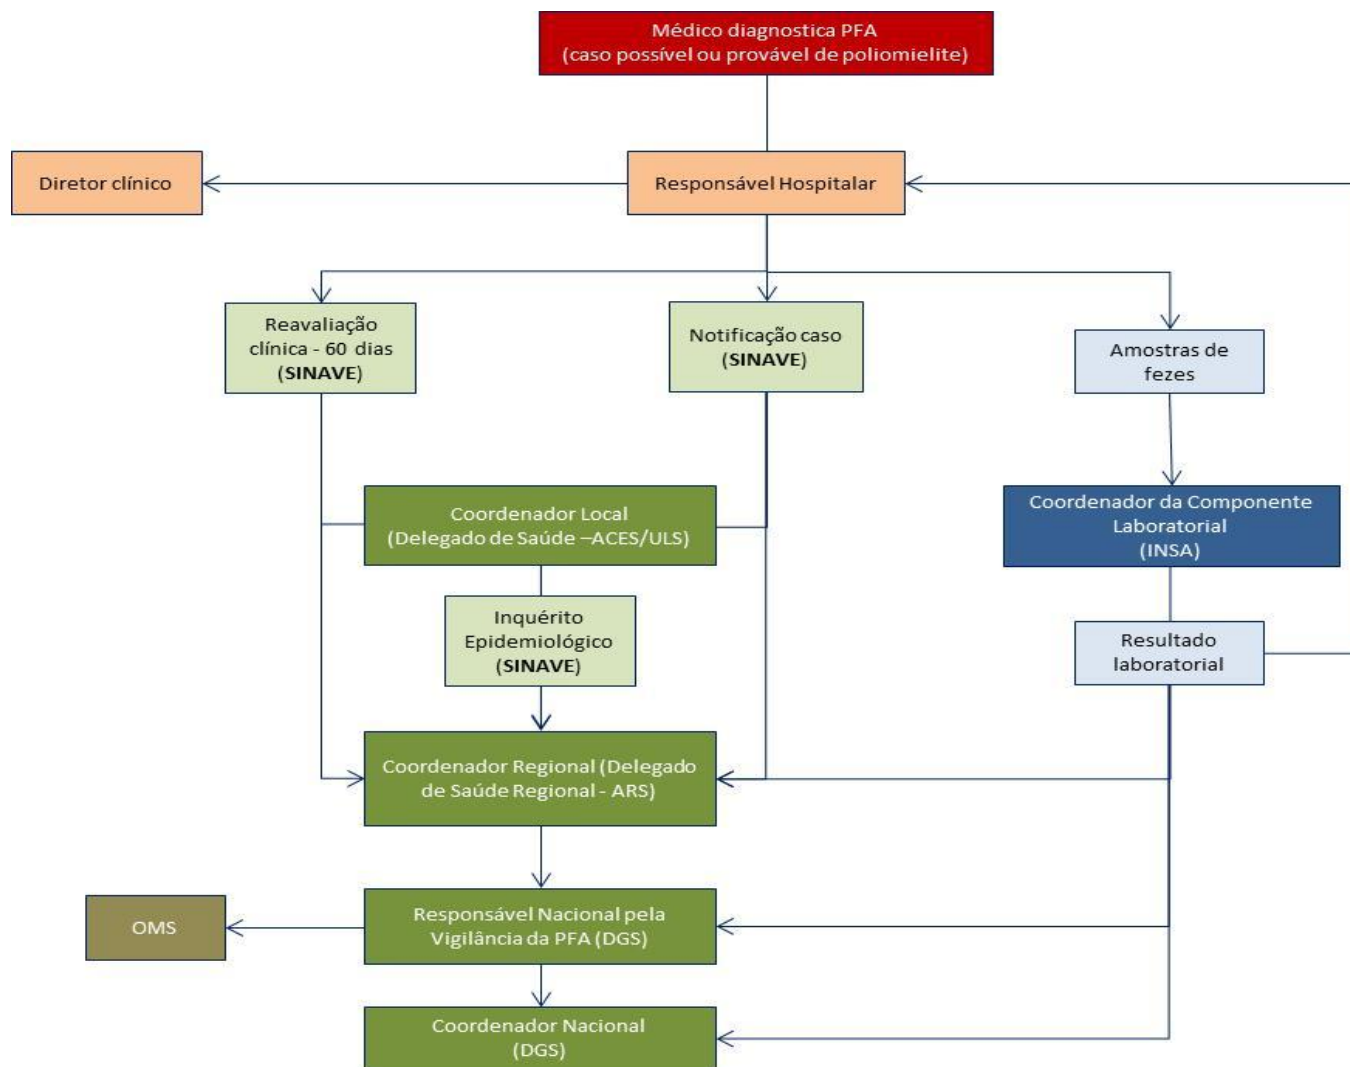 Médico diagnostica PFA
(caso possível ou provável de poliomielite)
Diretor clínico
Responsável Hospitalar
Reavaliação
clínica - 60 dias
(SINAVE)
Notificação caso
(SINAVE)
Amostras de
fezes
Coordenador Local
(Delegado de Saúde –ACES/ULS)
Coordenador da Componente
Laboratorial
(INSA)
Inquérito
Epidemiológico
(SINAVE)
Resultado
laboratorial
Coordenador Regional (Delegado
de Saúde Regional - ARS)
OMS
Responsável Nacional pela
Vigilância da PFA (DGS)
Coordenador Nacional
(DGS)